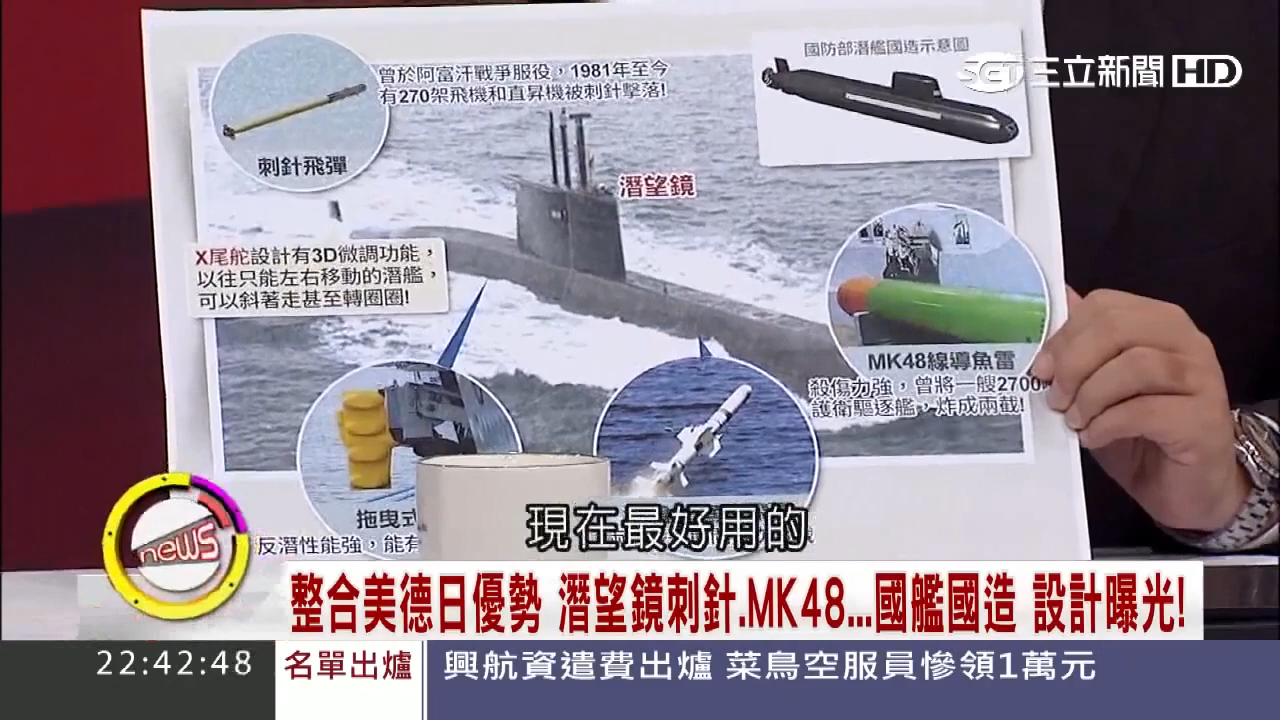 國防部潛艦國造示意圖
SET三立新聞HD
曾於阿富汗戰爭服役，1981年至今
有270架飛機和直昇機被刺針擊落!
刺針飛彈
潛望鏡
X尾舵設計有3D微調功能，
以往只能左右移動的潛艦，
可以斜著走甚至轉圈圈!
MK48線導魚雷
殺傷力強，曾將一艘2700
護衛驅逐艦，炸成兩截!
拖曳式
反潛性能強，能有
現在最好用的
news
整合美德日優勢 潛望鏡刺針.MK48...國艦國造 設計曝光!
22:42:48
名單出爐
興航資遣費出爐 菜鳥空服員慘領1萬元